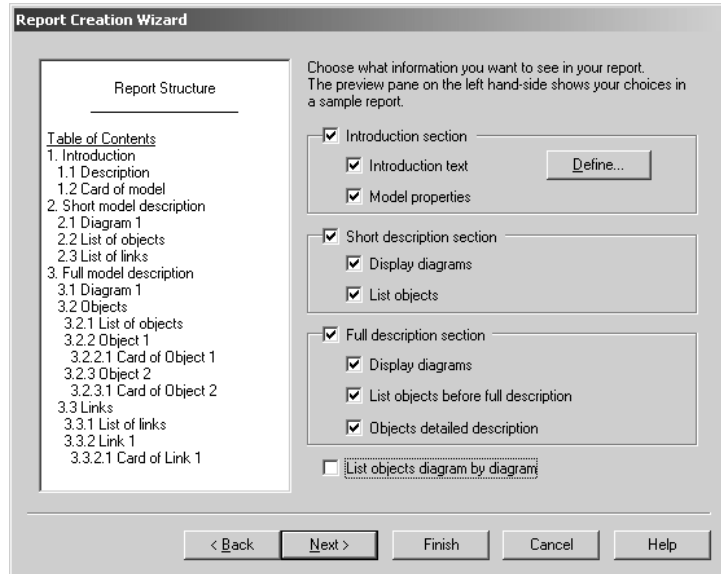 Report Creation Wizard
Report Structure
Table of Contents
1. Introduction
1.1 Description
1.2 Card of model
2. Short model description
2.1 Diagram 1
2.2 List of objects
2.3 List of links
3. Full model description
3.1 Diagram 1
3.2 Objects
3.2.1 List of objects
3.2.2 Object 1
3.2.2.1 Card of Object 1
3.2.3 Object 2
3.2.3.1 Card of Object 2
3.3 Links
3.3.1 List of links
3.3.2 Link 1
3.3.2.1 Card of Link 1
Choose what information you want to see in your report.
The preview pane on the left hand-side shows your choices in
a sample report.
Introduction section
Introduction text
Define...
Model properties
Short description section
Display diagrams
List objects
Full description section
Display diagrams
List objects before full description
Objects detailed description
List objects diagram by diagram
< Back Next > Finish Cancel Help